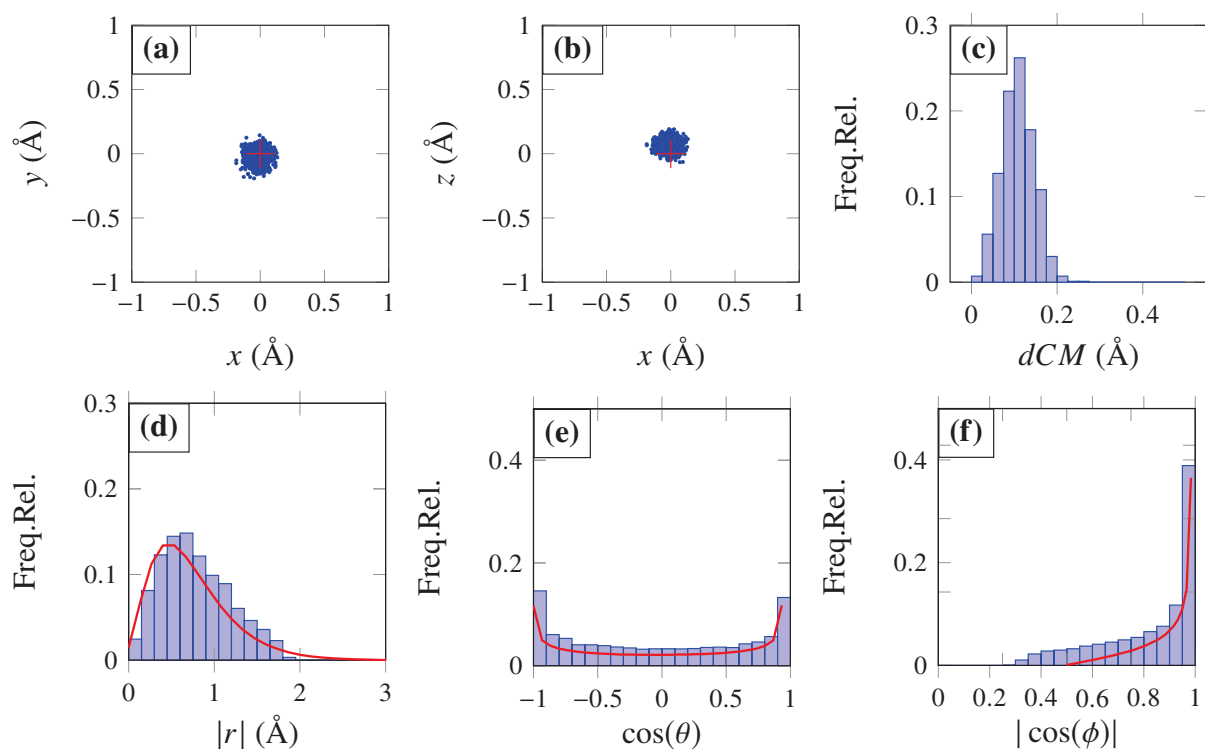 (a)
1
0.5
0
−0.5
−1
−1
−0.5
0
0.5
1
y (Å)
x (Å)
(b)
1
0.5
0
−0.5
−1
−1
−0.5
0
0.5
1
z (Å)
x (Å)
(c)
0.3
0.2
0.1
0
0
0.2
0.4
Freq.Rel.
dCM (Å)
(d)
0.3
0.2
0.1
0
0
1
2
3
Freq.Rel.
|r| (Å)
(e)
0.4
0.2
0
−1
−0.5
0
0.5
1
Freq.Rel.
cos(θ)
(f)
0.4
0.2
0
0
0.2
0.4
0.6
0.8
1
Freq.Rel.
| cos(ϕ)|